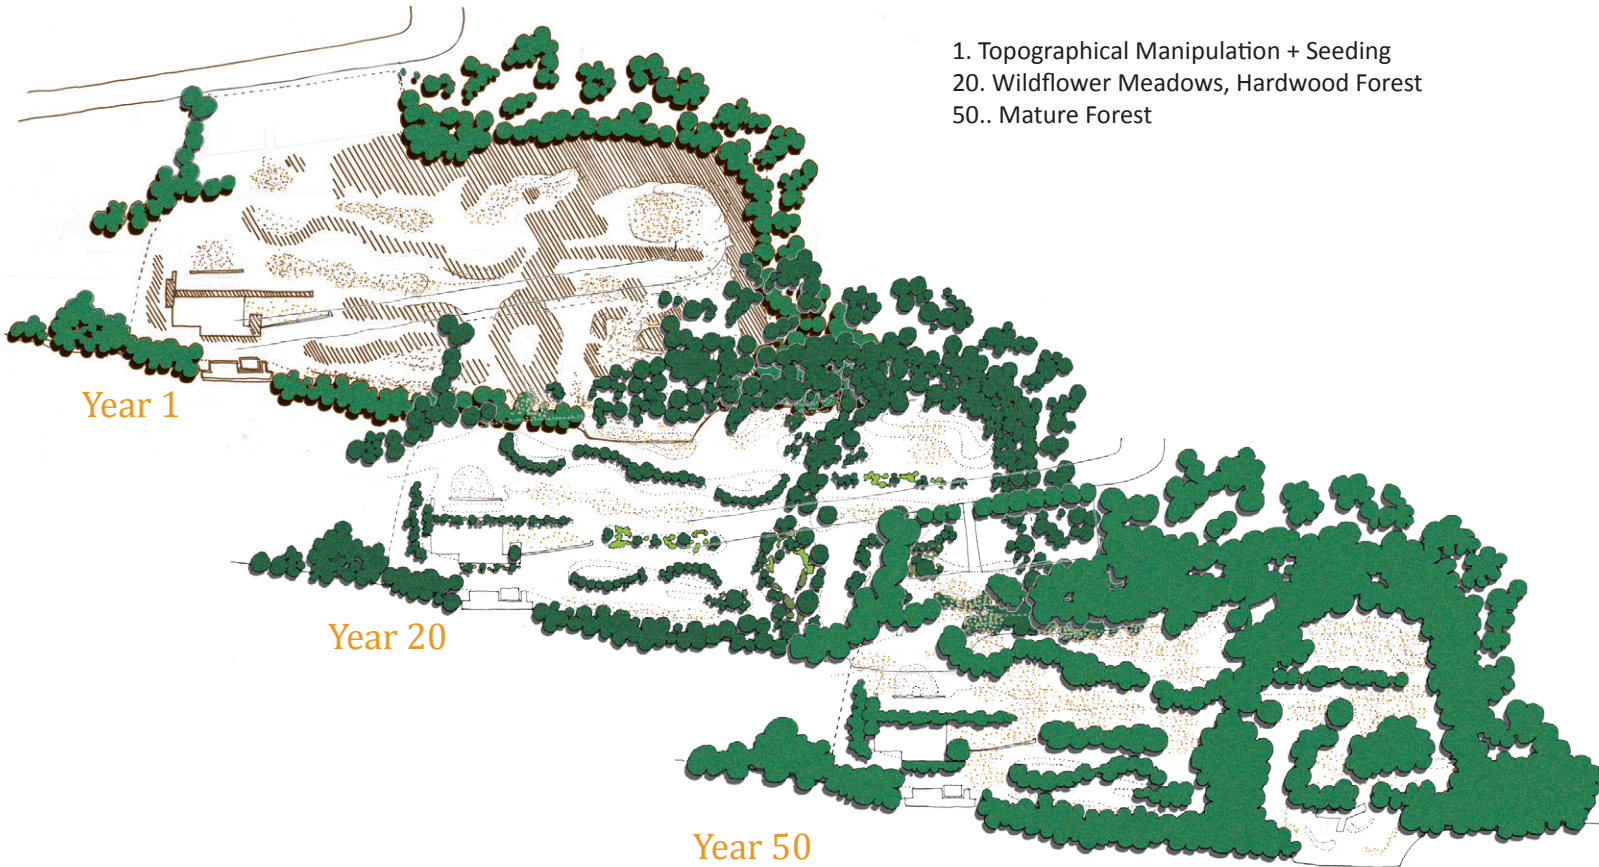 1. Topographical Manipulation + Seeding
20. Wildflower Meadows, Hardwood Forest
50.. Mature Forest
Year 1
Year 20
Year 50